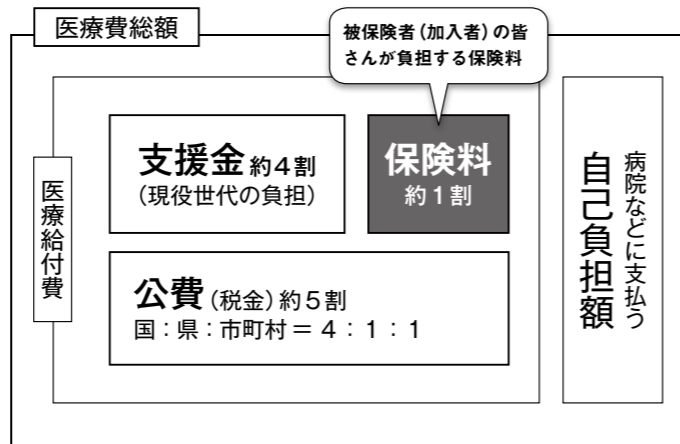 医療費総額
被保険者（加入者）の皆
さんが負担する保険料
医療給付費
支援金 約４割
（現役世代の負担）
保険料
約１割
公費（税金）約５割
国：県：市町村＝４：１：１
病院などに支払う
自己負担額